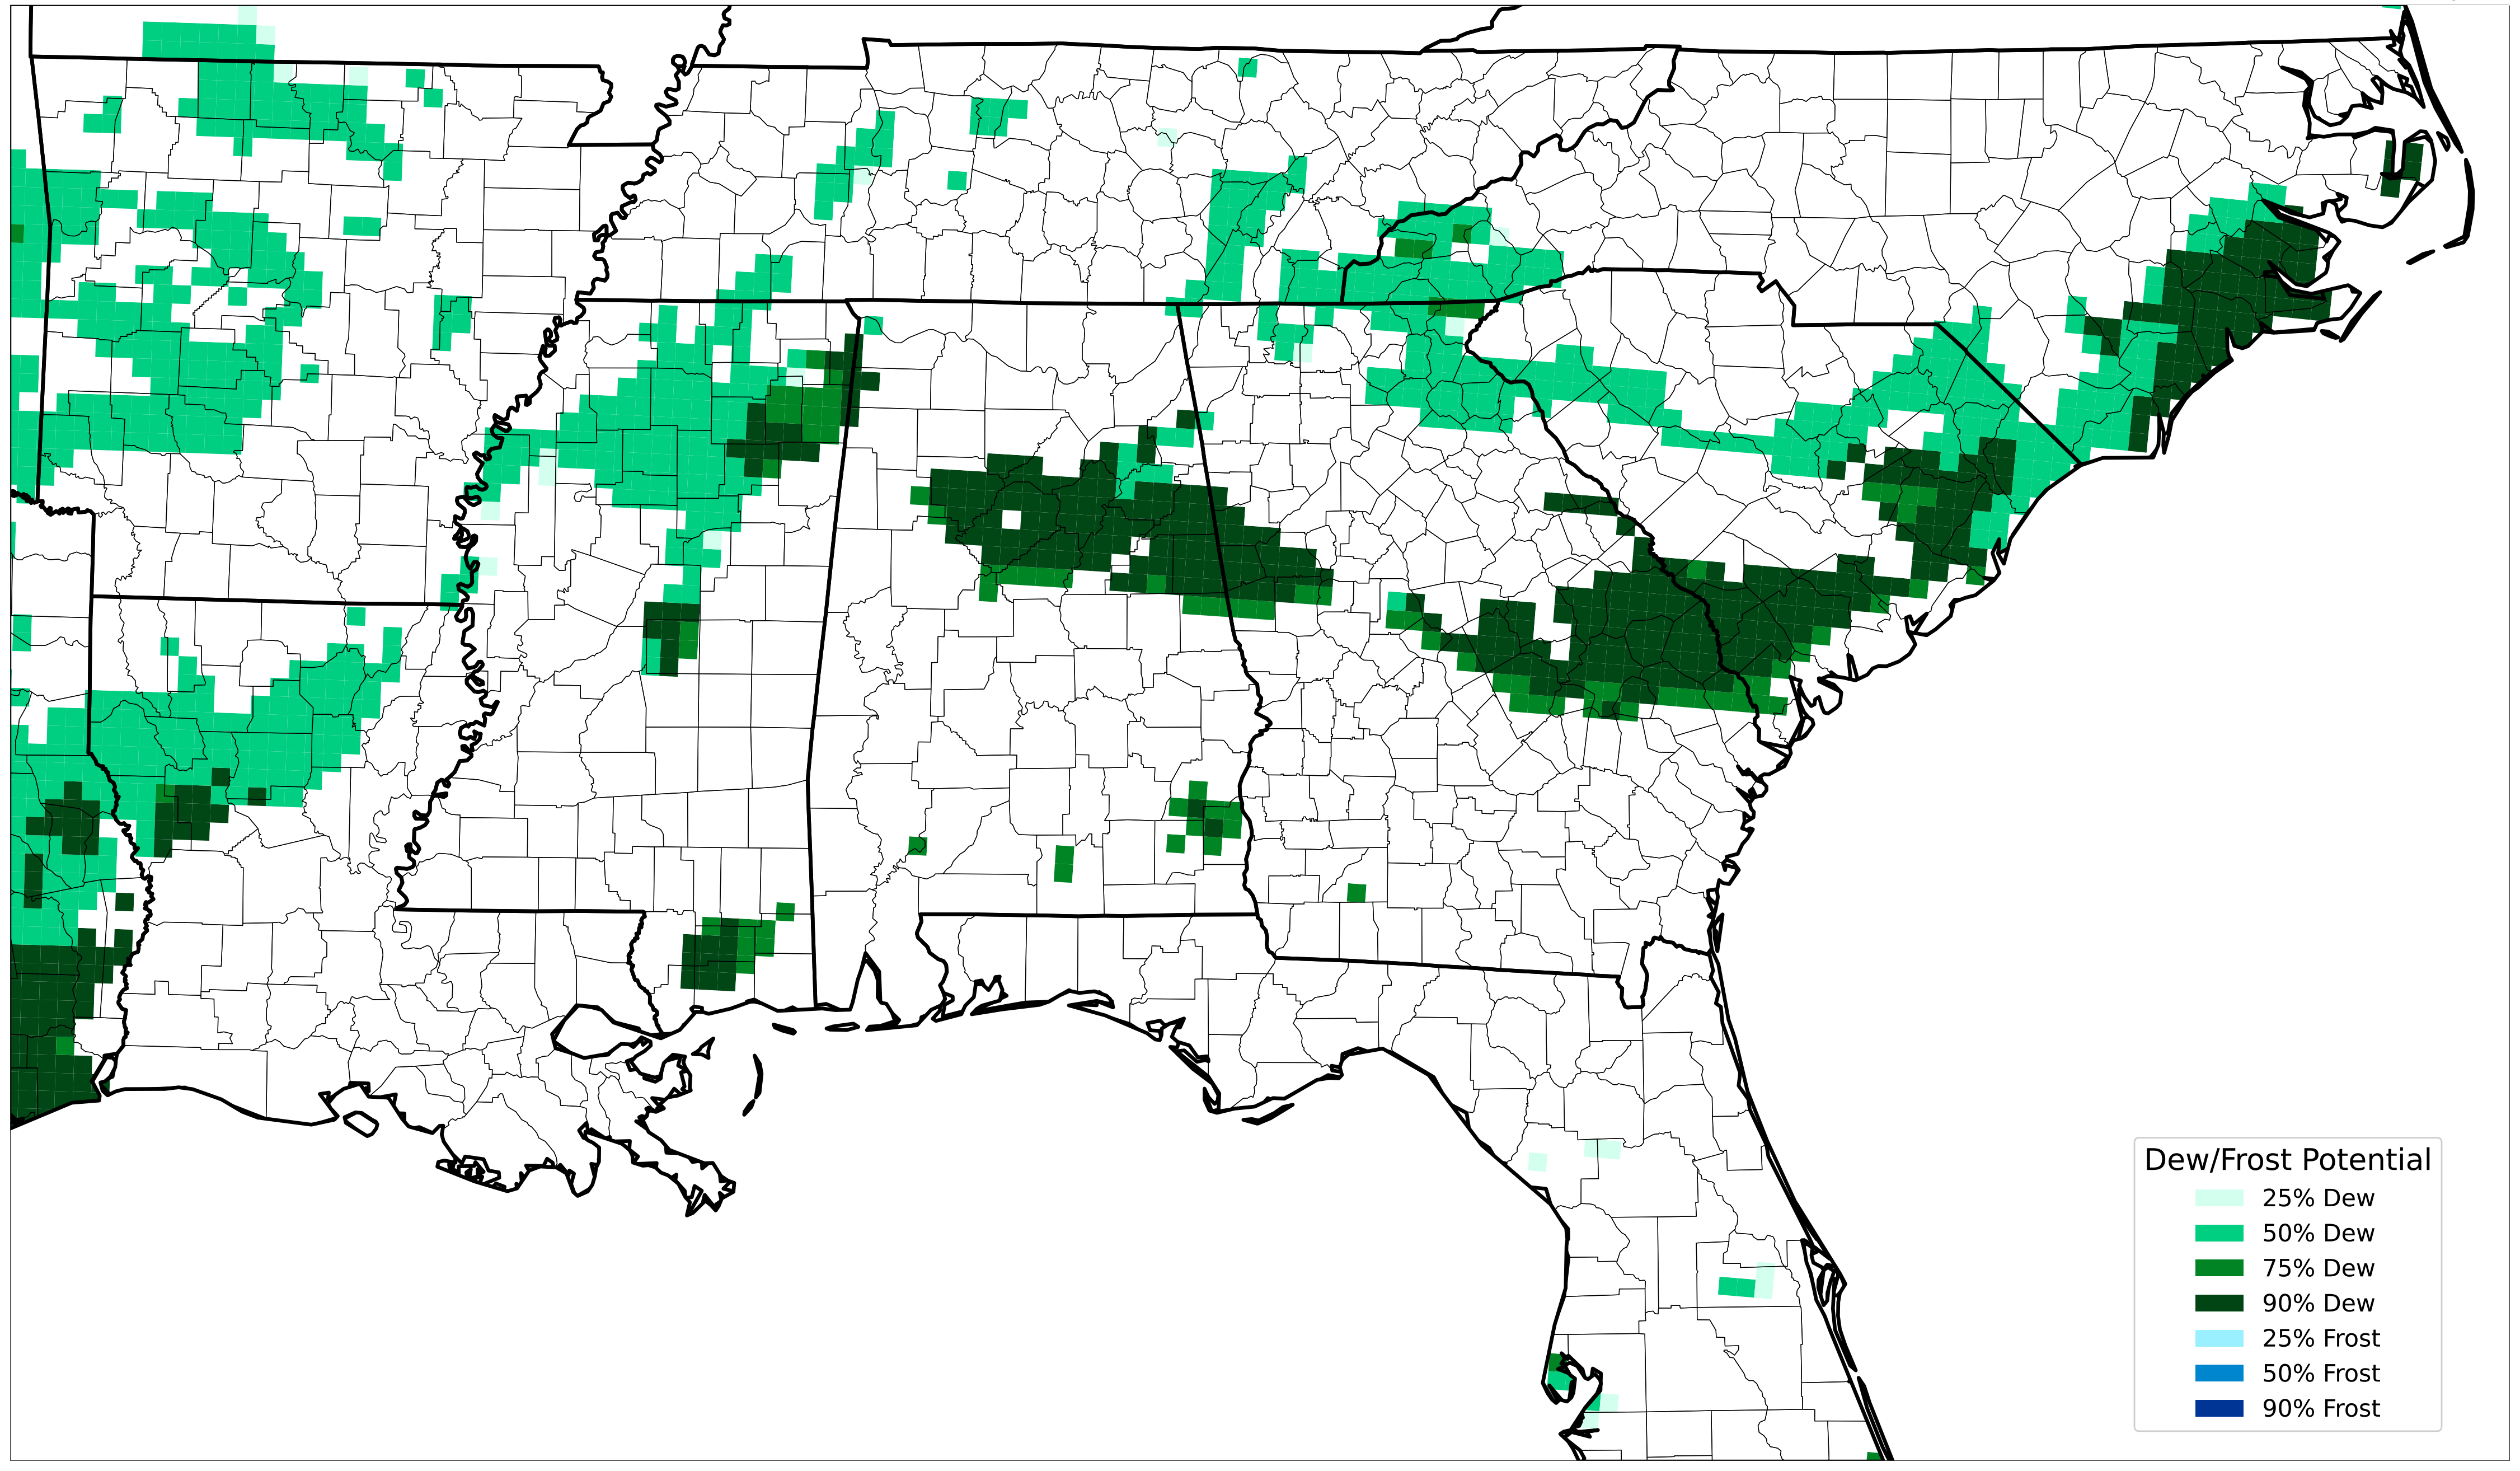 Dew/Frost Potential
25% Dew
50% Dew
75% Dew
90% Dew
25% Frost
50% Frost
90% Frost